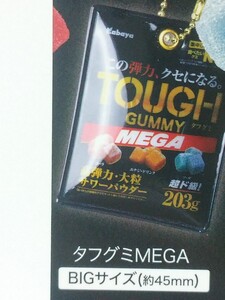 Kabaya
この弾力、クセになる。
TOUGH
GUMMY タフグミ
MEGA
弾力・大粒
サワーパウダー
超ド級!
203g
タフグミMEGA
BIGサイズ(約45mm)